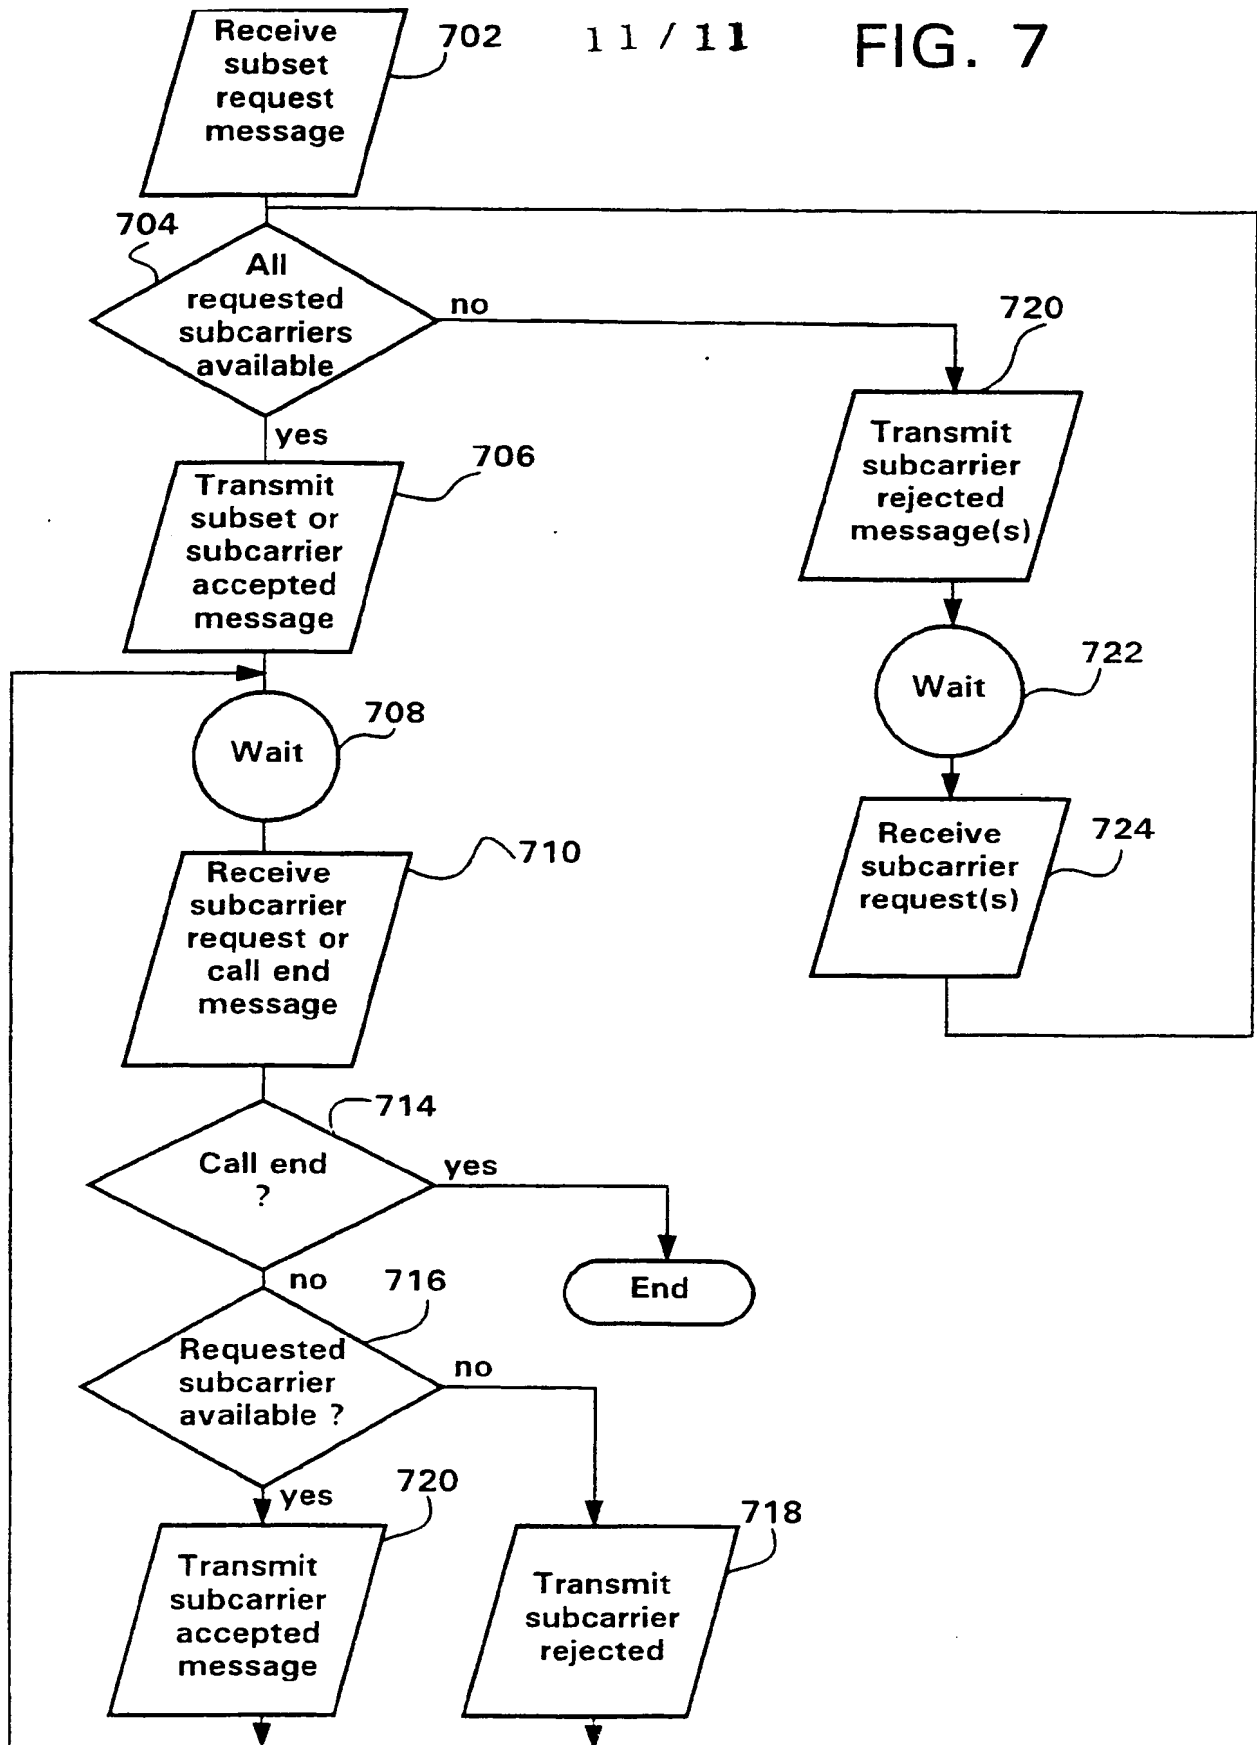 11 / 11
FIG. 7
Receive
subset
request
message
702
704
All
requested
subcarriers
available
no
yes
720
Transmit
subcarrier
rejected
message(s)
706
Transmit
subset or
subcarrier
accepted
message
722
Wait
708
Wait
724
Receive
subcarrier
request(s)
710
Receive
subcarrier
request or
call end
message
714
Call end
?
yes
End
no
716
Requested
subcarrier
available ?
no
yes
720
Transmit
subcarrier
accepted
message
718
Transmit
subcarrier
rejected